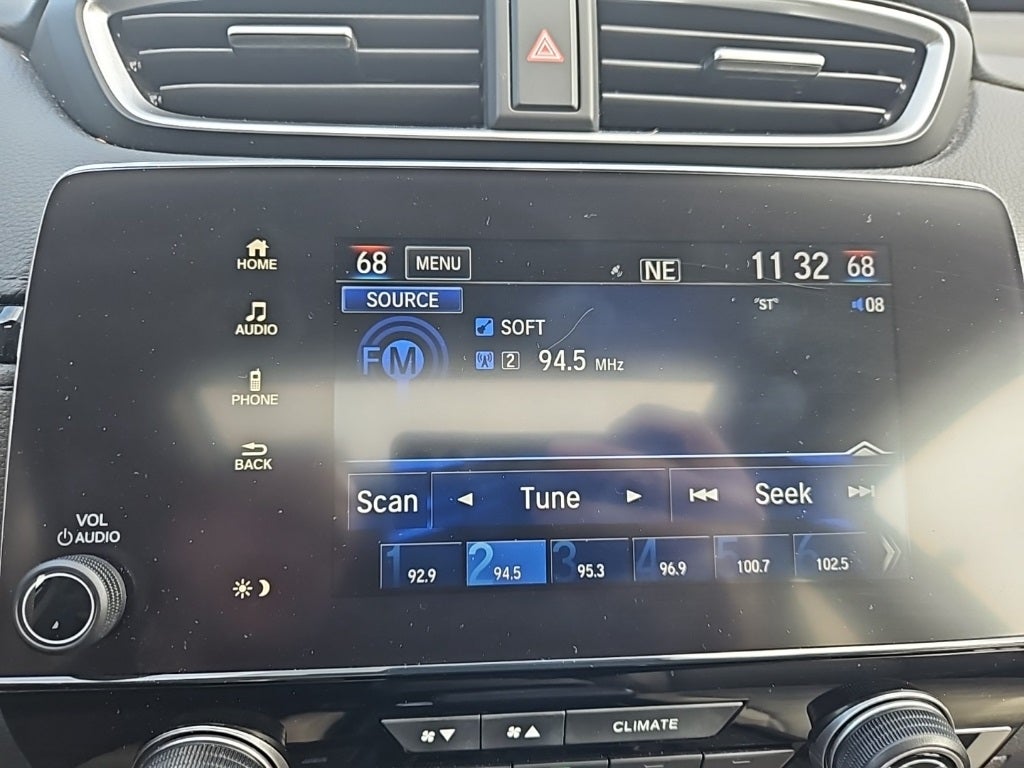 HOME
AUDIO
PHONE
BACK
VOL
AUDIO
68 MENU NE 11 32 68
SOURCE "ST" 08
FM
SOFT
2 94.5 MHz
Scan Tune Seek
1 92.9 2 94.5 3 95.3 4 96.9 5 100.7 6 102.5
CLIMATE